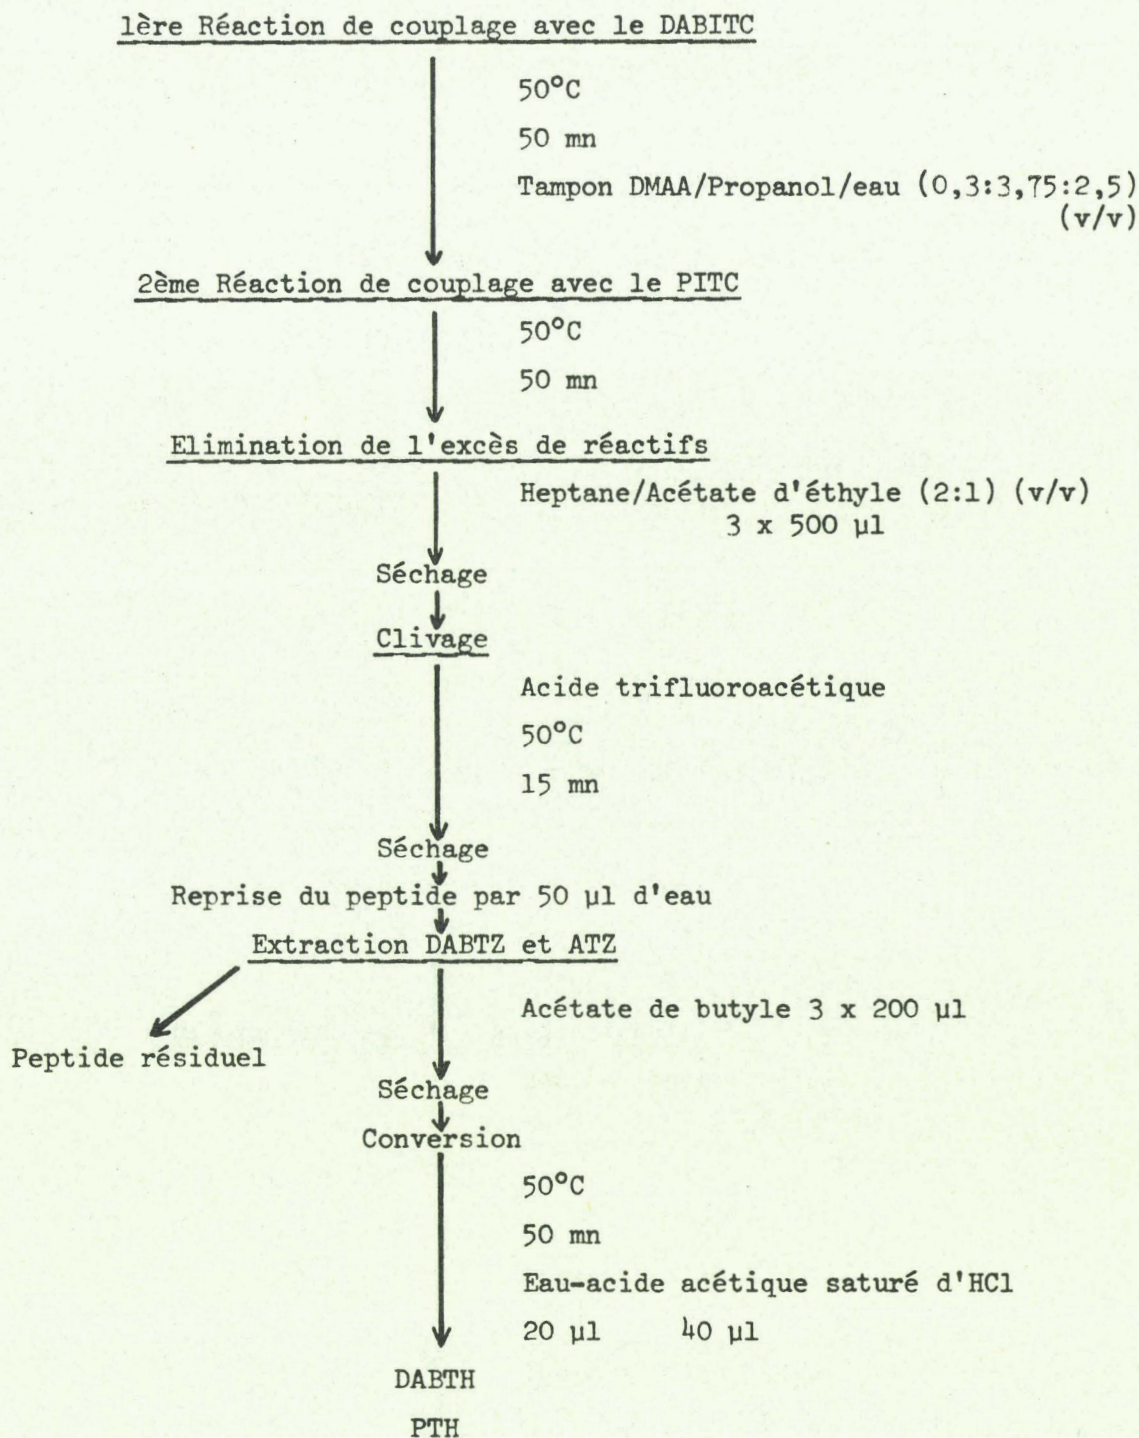 1ère Réaction de couplage avec le DABITC
50°C
50 mn
Tampon DMAA/Propanol/eau (0,3:3,75:2,5)
(v/v)
2ème Réaction de couplage avec le PITC
50°C
50 mn
Elimination de l'excès de réactifs
Heptane/Acétate d'éthyle (2:1) (v/v)
3 x 500 µl
Séchage
Clivage
Acide trifluoroacétique
50°C
15 mn
Séchage
Reprise du peptide par 50 µl d'eau
Extraction DABTZ et ATZ
Acétate de butyle 3 x 200 µl
Peptide résiduel
Séchage
Conversion
50°C
50 mn
Eau-acide acétique saturé d'HCl
20 µl 40 µl
DABTH
PTH